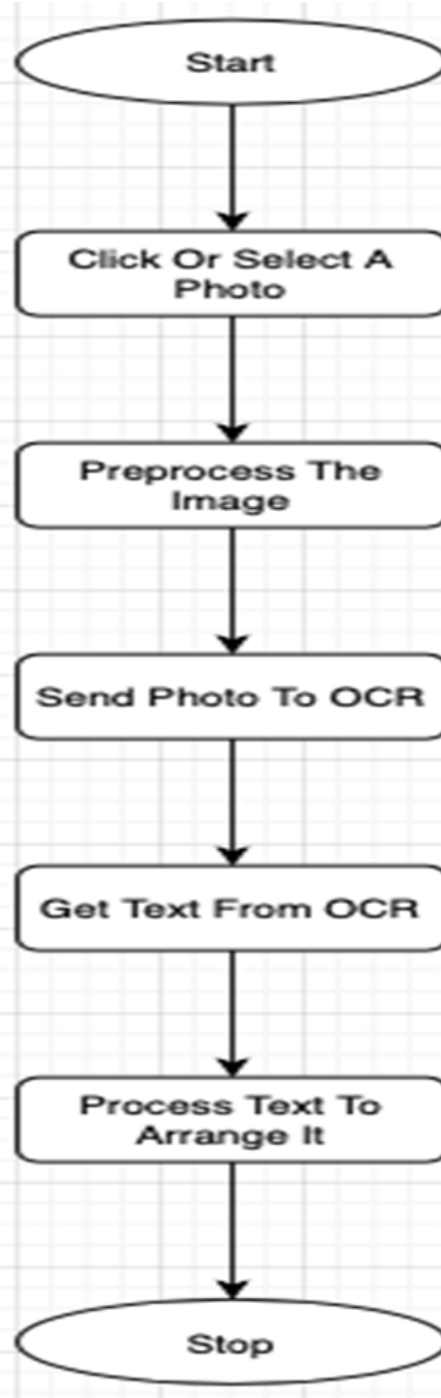 Start
Click Or Select A
Photo
Preprocess The
Image
Send Photo To OCR
Get Text From OCR
Process Text To
Arrange It
Stop